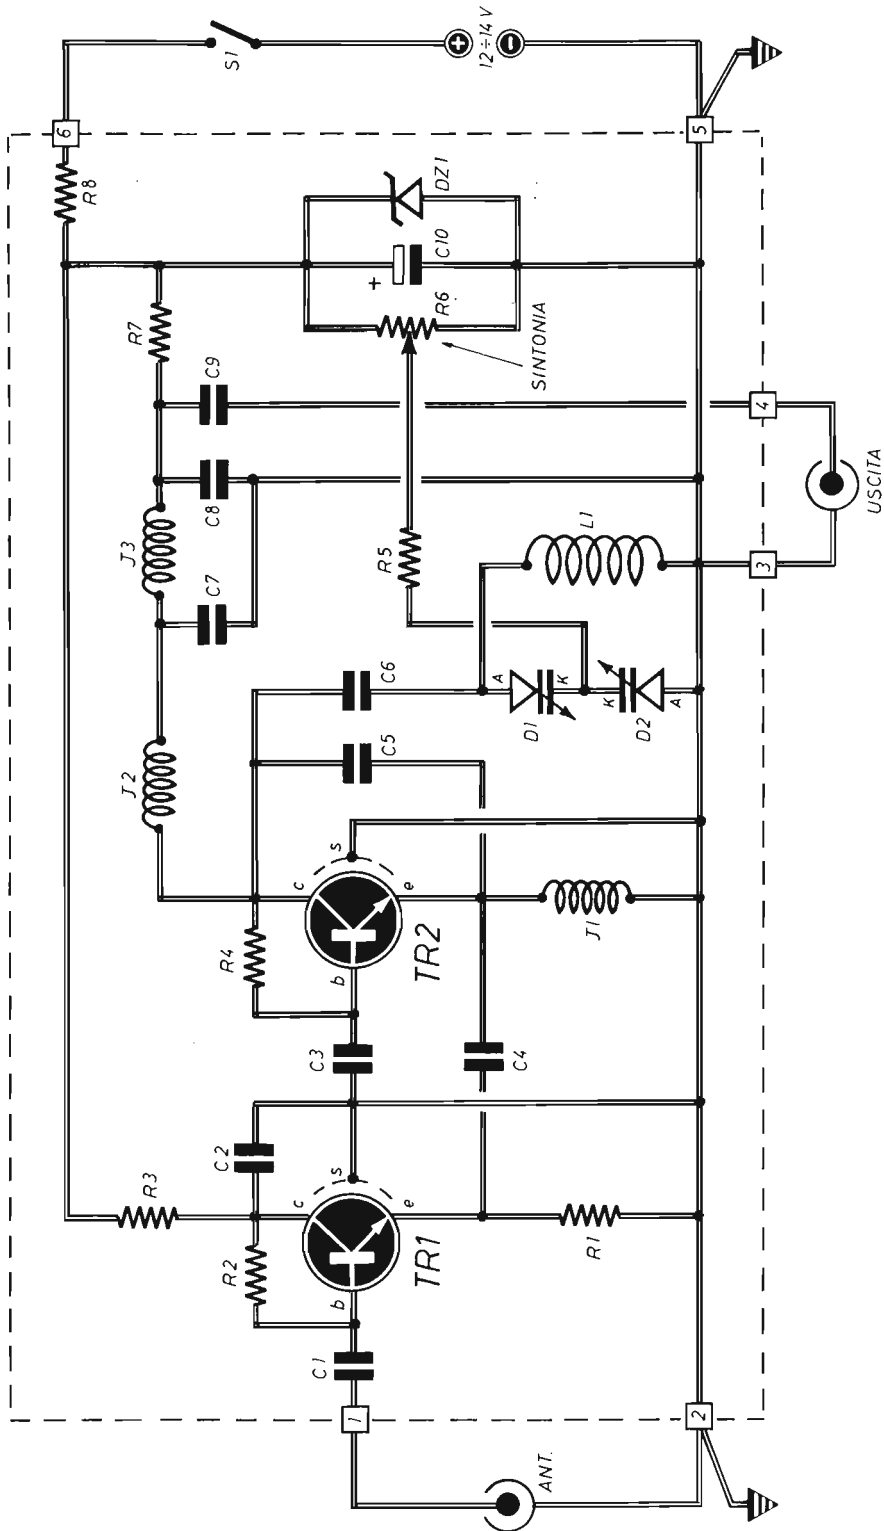 ANT.
1
2
C1
R2
b
c
e
s
TR1
R3
C2
R1
C3
C4
R4
b
c
e
s
TR2
J1
J2
C5
C6
A
D1
K
K
D2
A
L1
R5
J3
C7
C8
C9
R7
SINTONIA
R6
+
C10
DZ1
R8
3
4
USCITA
5
6
S1
+
12÷14 V
−